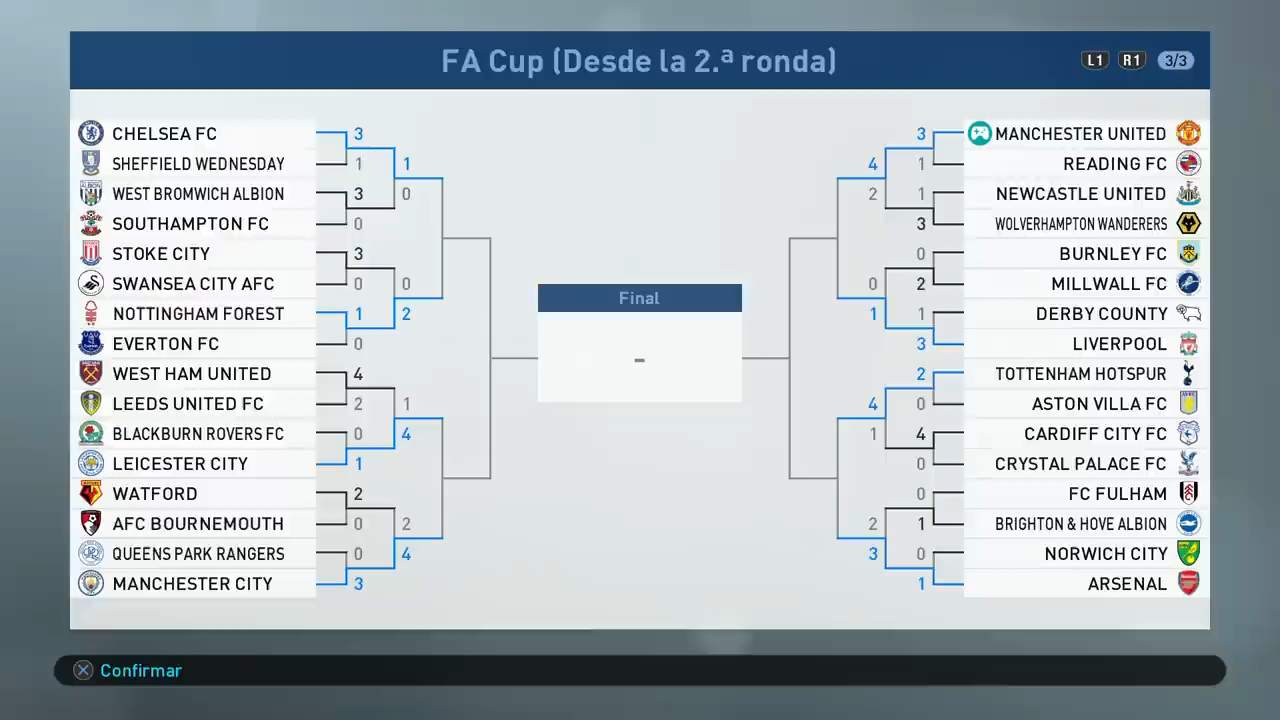 FA Cup (Desde la 2.ª ronda)
L1 R1 3/3
CHELSEA FC 3
SHEFFIELD WEDNESDAY 1 1
WEST BROMWICH ALBION 3 0
SOUTHAMPTON FC 0
STOKE CITY 3
SWANSEA CITY AFC 0 0
NOTTINGHAM FOREST 1 2
EVERTON FC 0
WEST HAM UNITED 4
LEEDS UNITED FC 2 1
BLACKBURN ROVERS FC 0 4
LEICESTER CITY 1
WATFORD 2
AFC BOURNEMOUTH 0 2
QUEENS PARK RANGERS 0 4
MANCHESTER CITY 3
Final
-
3 MANCHESTER UNITED
4 1 READING FC
2 1 NEWCASTLE UNITED
3 WOLVERHAMPTON WANDERERS
0 BURNLEY FC
0 2 MILLWALL FC
1 1 DERBY COUNTY
3 LIVERPOOL
2 TOTTENHAM HOTSPUR
4 0 ASTON VILLA FC
1 4 CARDIFF CITY FC
0 CRYSTAL PALACE FC
0 FC FULHAM
2 1 BRIGHTON & HOVE ALBION
3 0 NORWICH CITY
1 ARSENAL
Confirmar